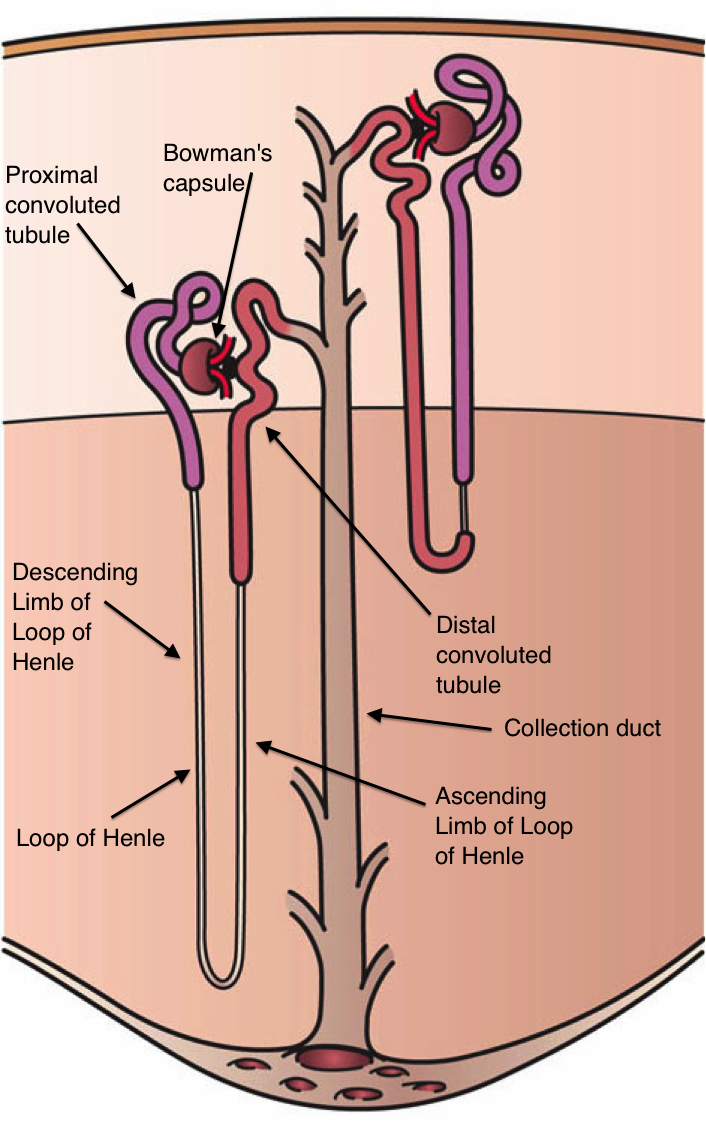 Bowman's
capsule
Proximal
convoluted
tubule
Descending
Limb of
Loop of
Henle
Distal
convoluted
tubule
Collection duct
Ascending
Limb of Loop
of Henle
Loop of Henle